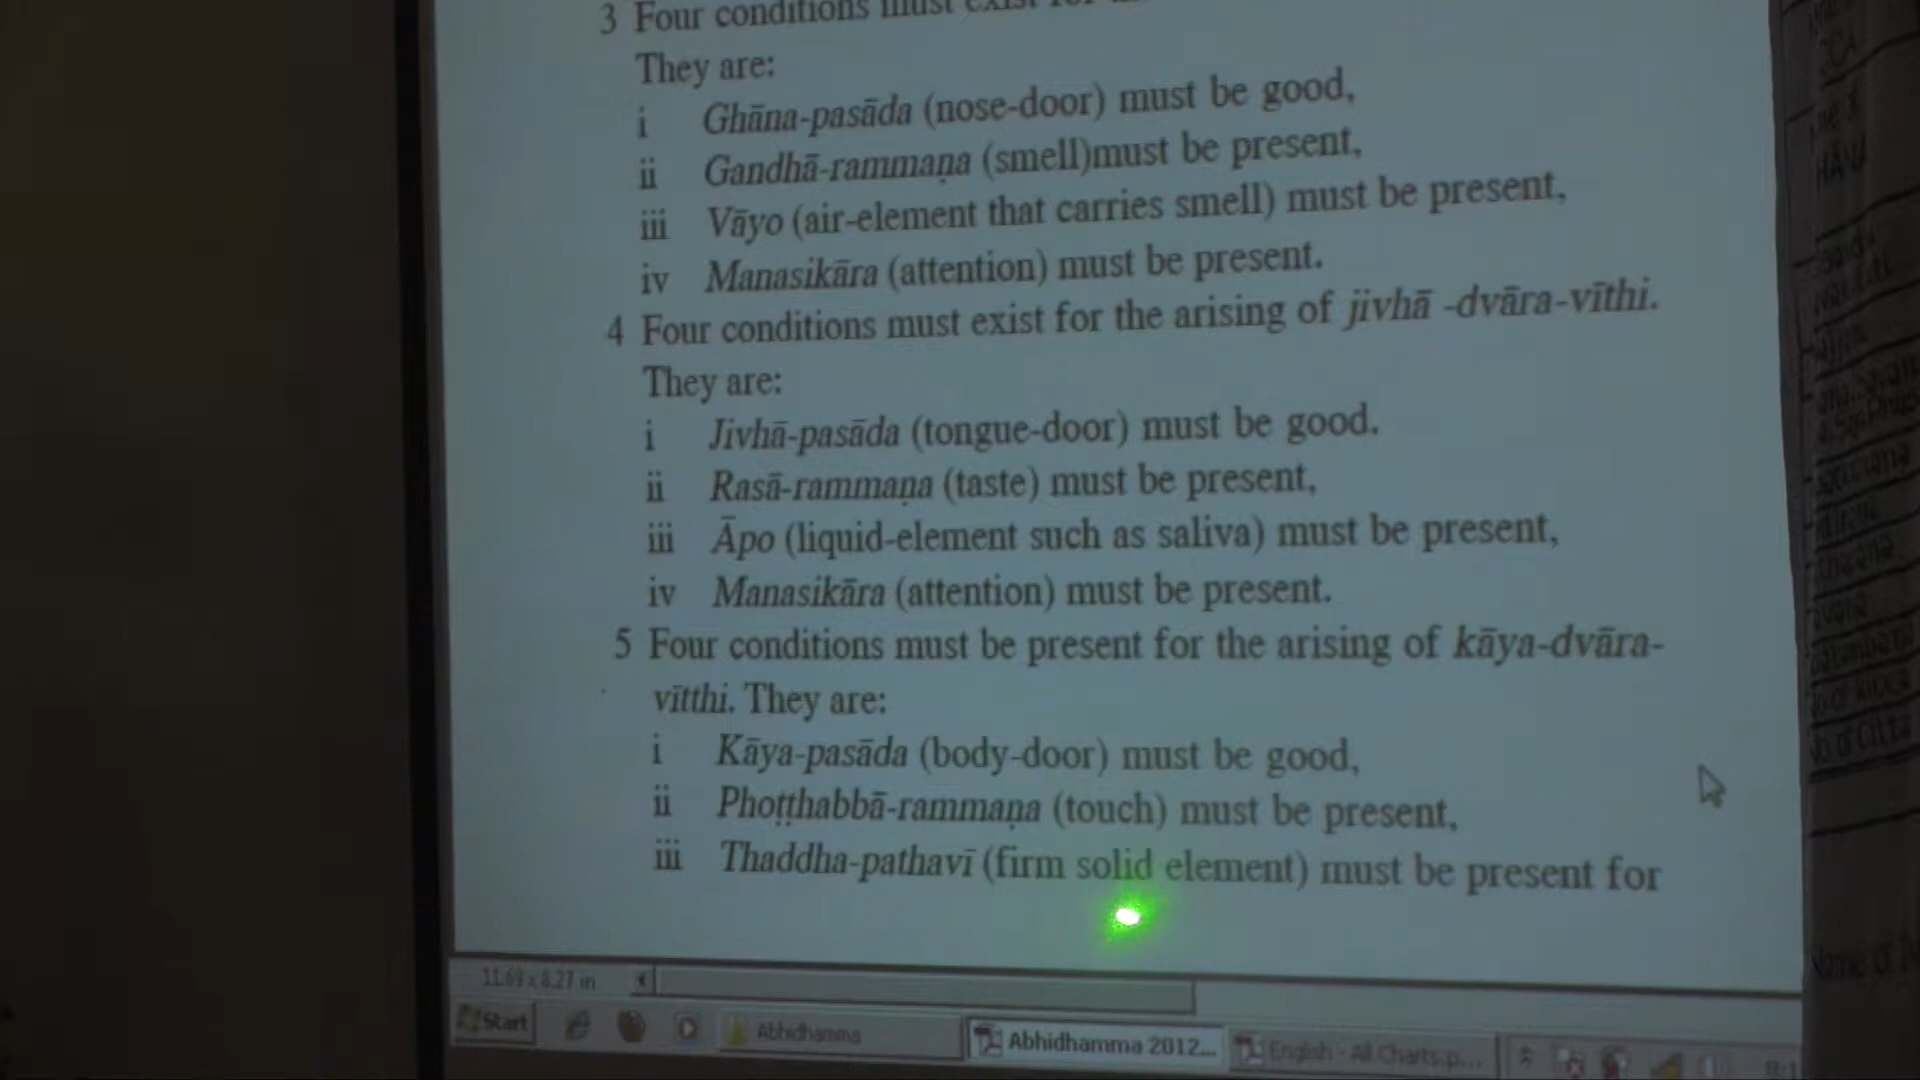 3 Four conditions must exist for
They are:
i Ghāna-pasāda (nose-door) must be good,
ii Gandhā-rammaṇa (smell)must be present,
iii Vāyo (air-element that carries smell) must be present,
iv Manasikāra (attention) must be present.
4 Four conditions must exist for the arising of jivhā -dvāra-vīthi.
They are:
i Jivhā-pasāda (tongue-door) must be good.
ii Rasā-rammaṇa (taste) must be present,
iii Āpo (liquid-element such as saliva) must be present,
iv Manasikāra (attention) must be present.
5 Four conditions must be present for the arising of kāya-dvāra-
vītthi. They are:
i Kāya-pasāda (body-door) must be good,
ii Phoṭṭhabbā-rammaṇa (touch) must be present,
iii Thaddha-pathavī (firm solid element) must be present for
11.69 x 8.27 in
Start Abhidhamma Abhidhamma 2012... English - All Charts.p...